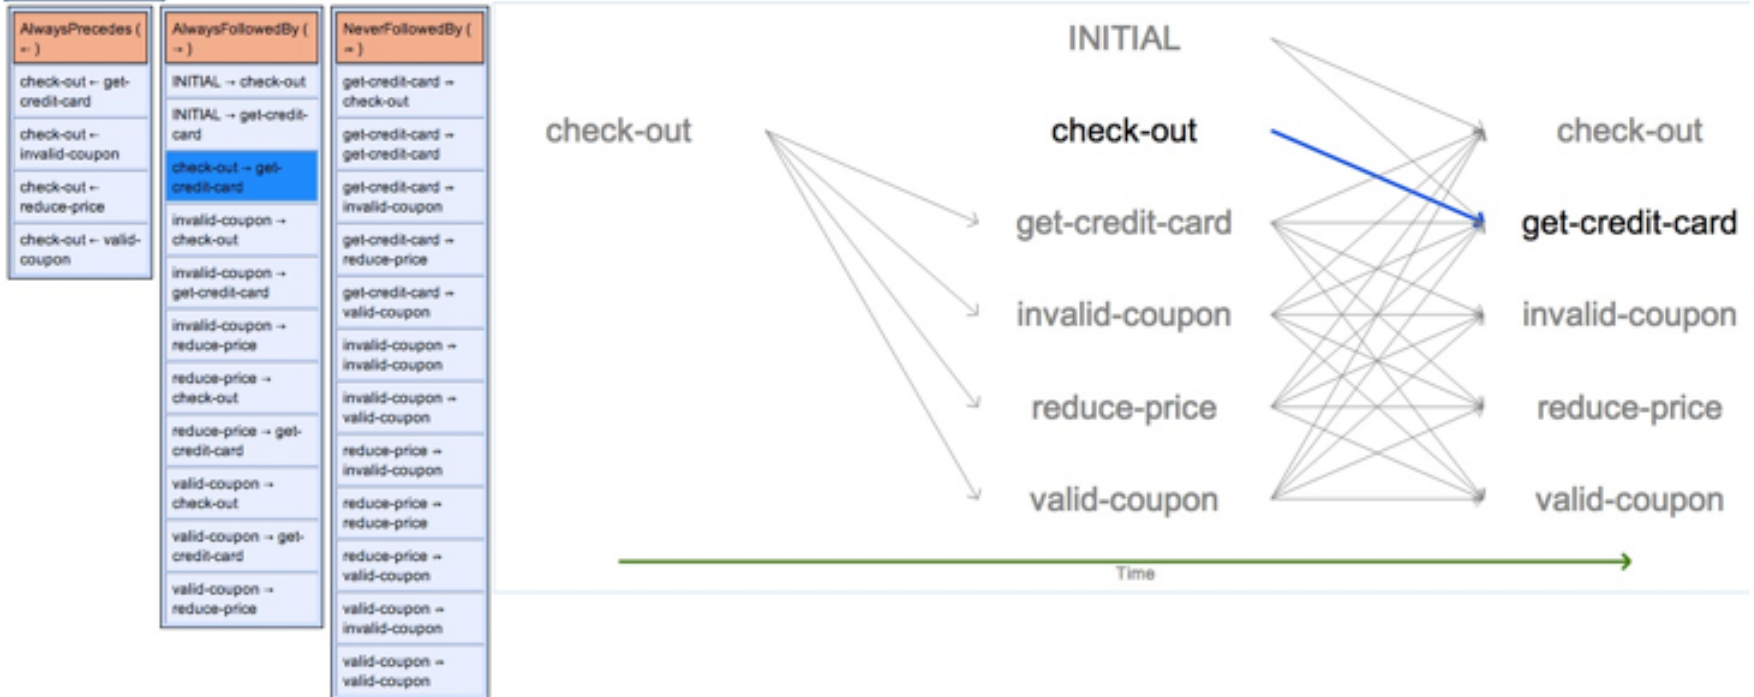 AlwaysPrecedes (
← )
check-out ← get-
credit-card
check-out ←
invalid-coupon
check-out ←
reduce-price
check-out ← valid-
coupon
AlwaysFollowedBy (
→ )
INITIAL → check-out
INITIAL → get-credit-
card
check-out → get-
credit-card
invalid-coupon →
check-out
invalid-coupon →
get-credit-card
invalid-coupon →
reduce-price
reduce-price →
check-out
reduce-price → get-
credit-card
valid-coupon →
check-out
valid-coupon → get-
credit-card
valid-coupon →
reduce-price
NeverFollowedBy (
↛ )
get-credit-card ↛
check-out
get-credit-card ↛
get-credit-card
get-credit-card ↛
invalid-coupon
get-credit-card ↛
reduce-price
get-credit-card ↛
valid-coupon
invalid-coupon ↛
invalid-coupon
invalid-coupon ↛
valid-coupon
reduce-price ↛
invalid-coupon
reduce-price ↛
reduce-price
reduce-price ↛
valid-coupon
valid-coupon ↛
invalid-coupon
valid-coupon ↛
valid-coupon
check-out
INITIAL
check-out
get-credit-card
invalid-coupon
reduce-price
valid-coupon
check-out
get-credit-card
invalid-coupon
reduce-price
valid-coupon
Time